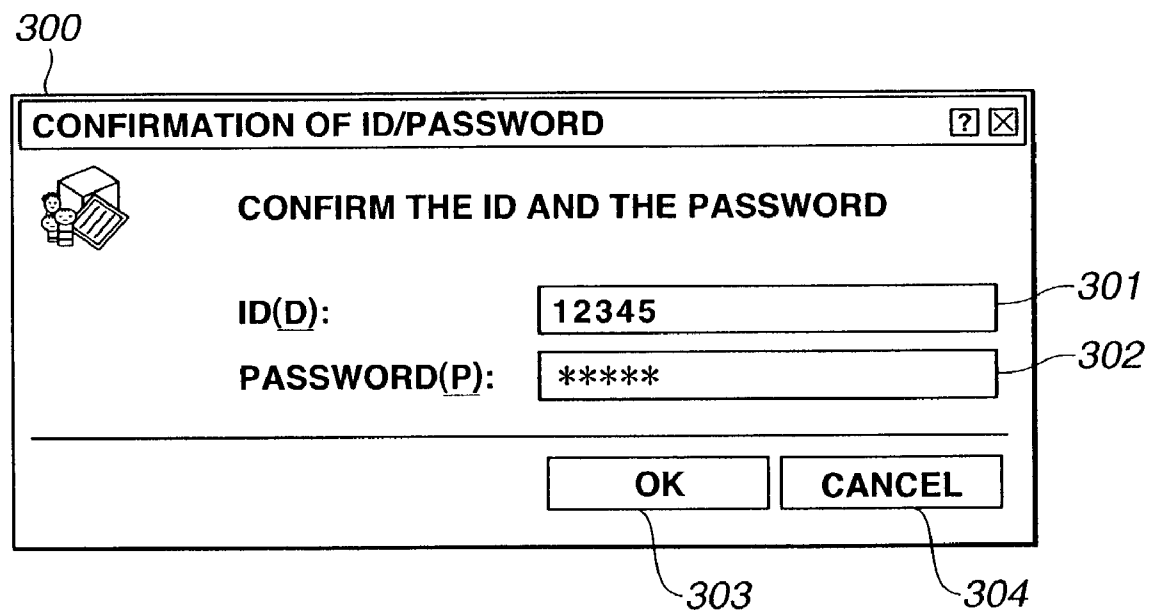 300
CONFIRMATION OF ID/PASSWORD ?
CONFIRM THE ID AND THE PASSWORD
ID(D): 12345 301
PASSWORD(P): ***** 302
OK CANCEL
303 304